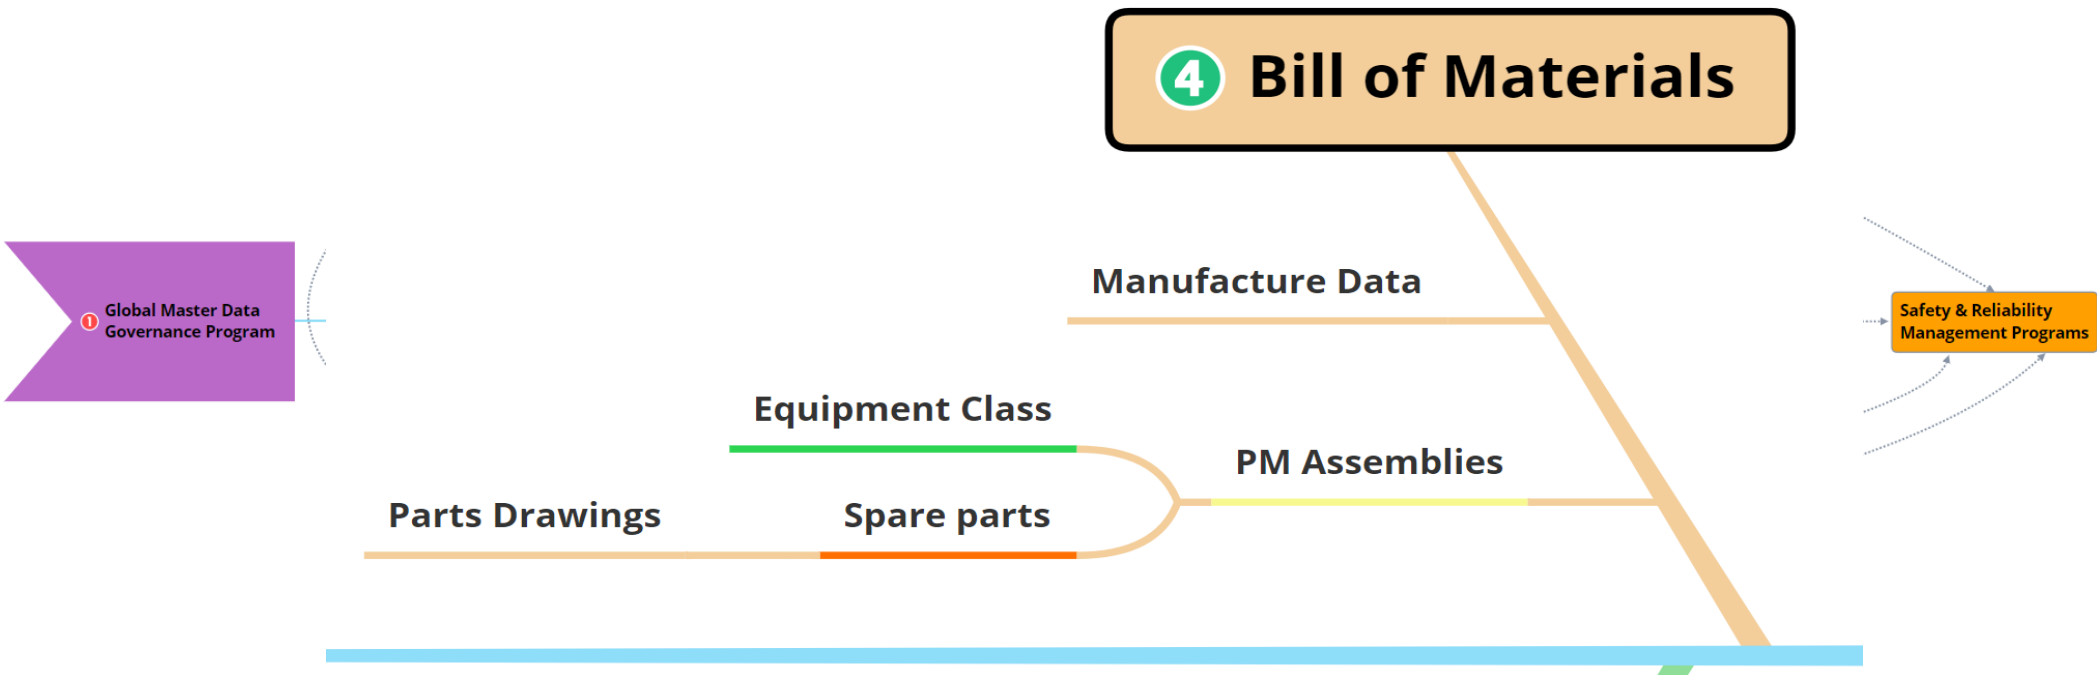 4 Bill of Materials
Manufacture Data
1 Global Master Data
Governance Program
Safety & Reliability
Management Programs
Equipment Class
PM Assemblies
Parts Drawings
Spare parts